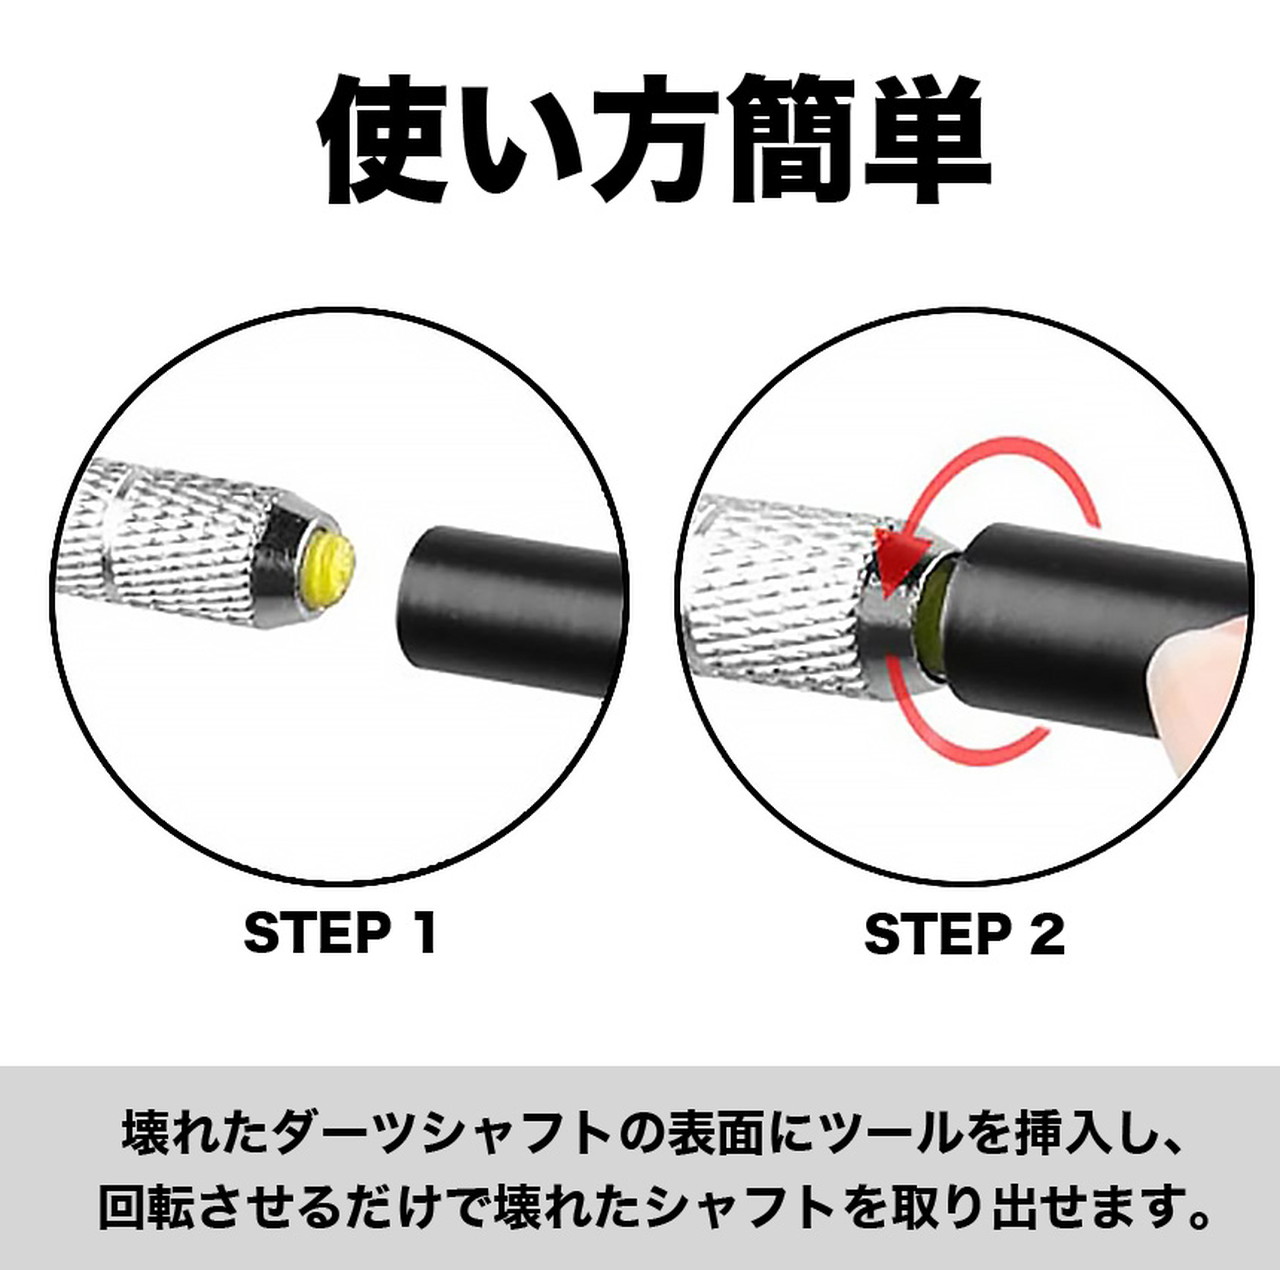 使い方簡単
STEP 1
STEP 2
壊れたダーツシャフトの表面にツールを挿入し、
回転させるだけで壊れたシャフトを取り出せます。